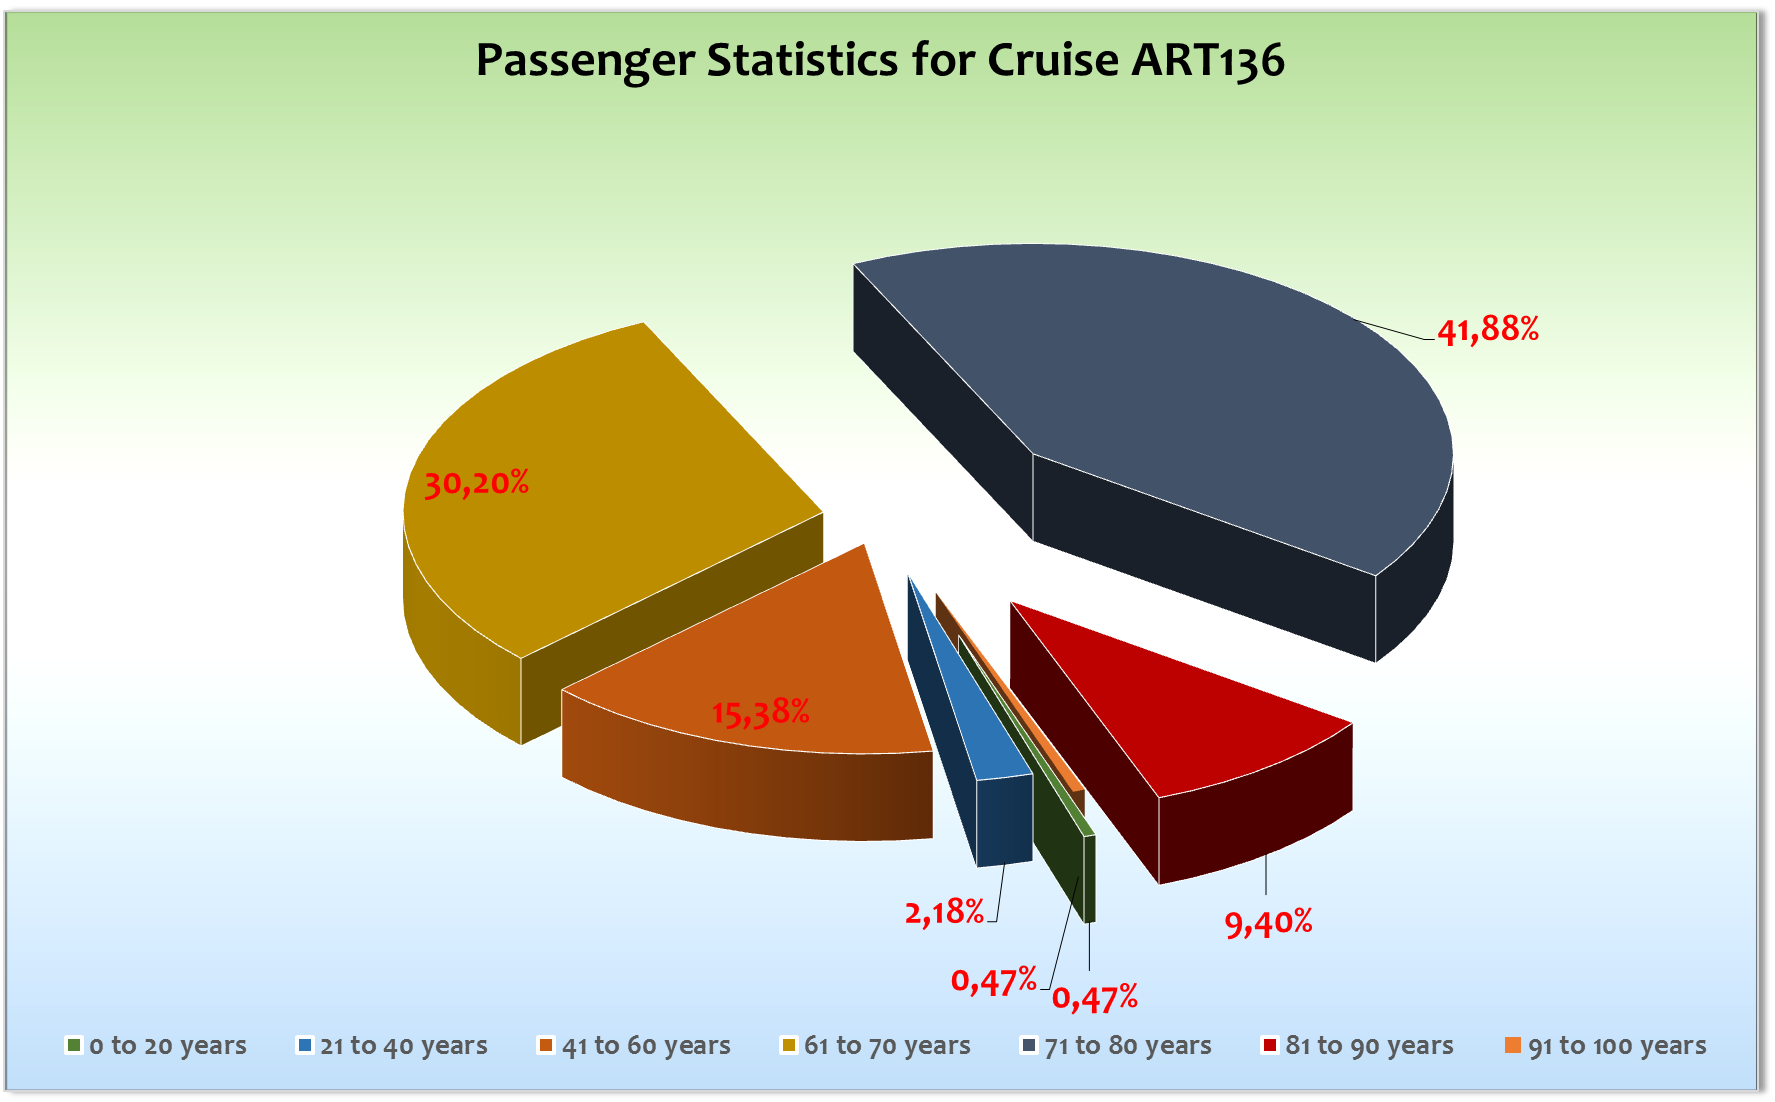 Passenger Statistics for Cruise ART136
41,88%
30,20%
15,38%
2,18%
9,40%
0,47%
0,47%
0 to 20 years
21 to 40 years
41 to 60 years
61 to 70 years
71 to 80 years
81 to 90 years
91 to 100 years